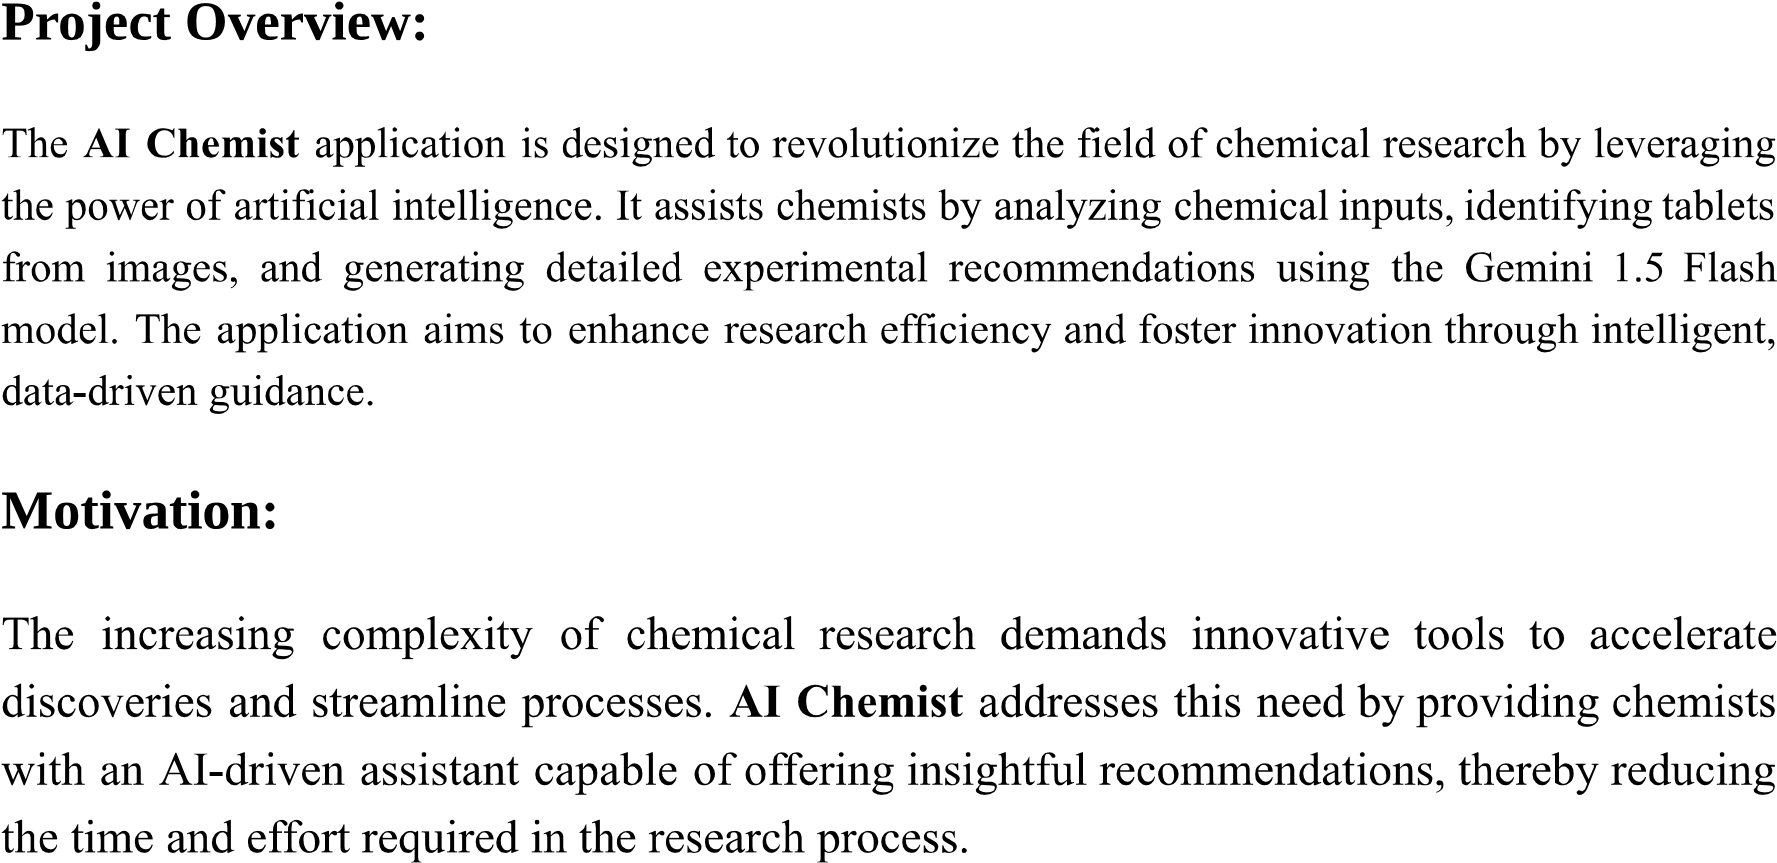 Project Overview:
The AI Chemist application is designed to revolutionize the field of chemical research by leveraging
the power of artificial intelligence. It assists chemists by analyzing chemical inputs, identifying tablets
from images, and generating detailed experimental recommendations using the Gemini 1.5 Flash
model. The application aims to enhance research efficiency and foster innovation through intelligent,
data-driven guidance.
Motivation:
The increasing complexity of chemical research demands innovative tools to accelerate
discoveries and streamline processes. AI Chemist addresses this need by providing chemists
with an AI-driven assistant capable of offering insightful recommendations, thereby reducing
the time and effort required in the research process.